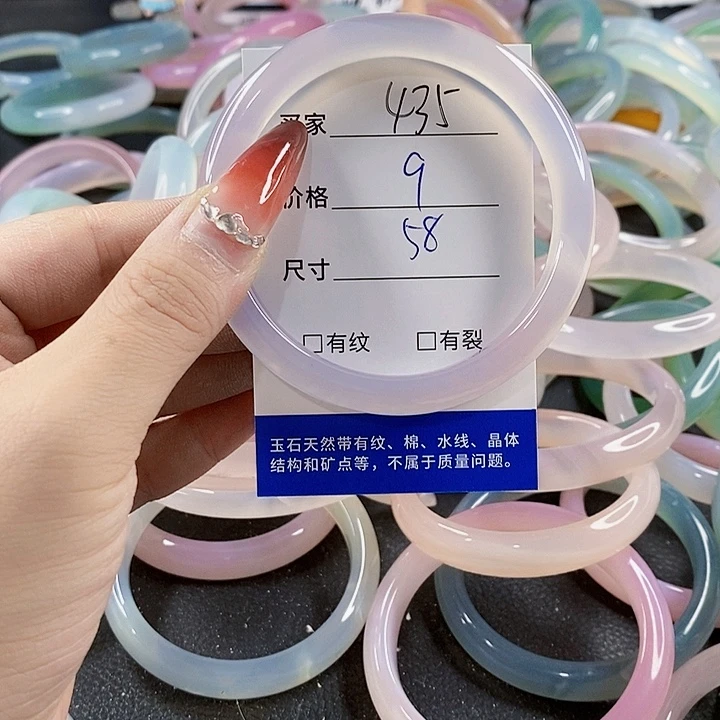 买家 435
价格 9
尺寸 58
□有纹 □有裂
玉石天然带有纹、棉、水线、晶体
结构和矿点等，不属于质量问题。